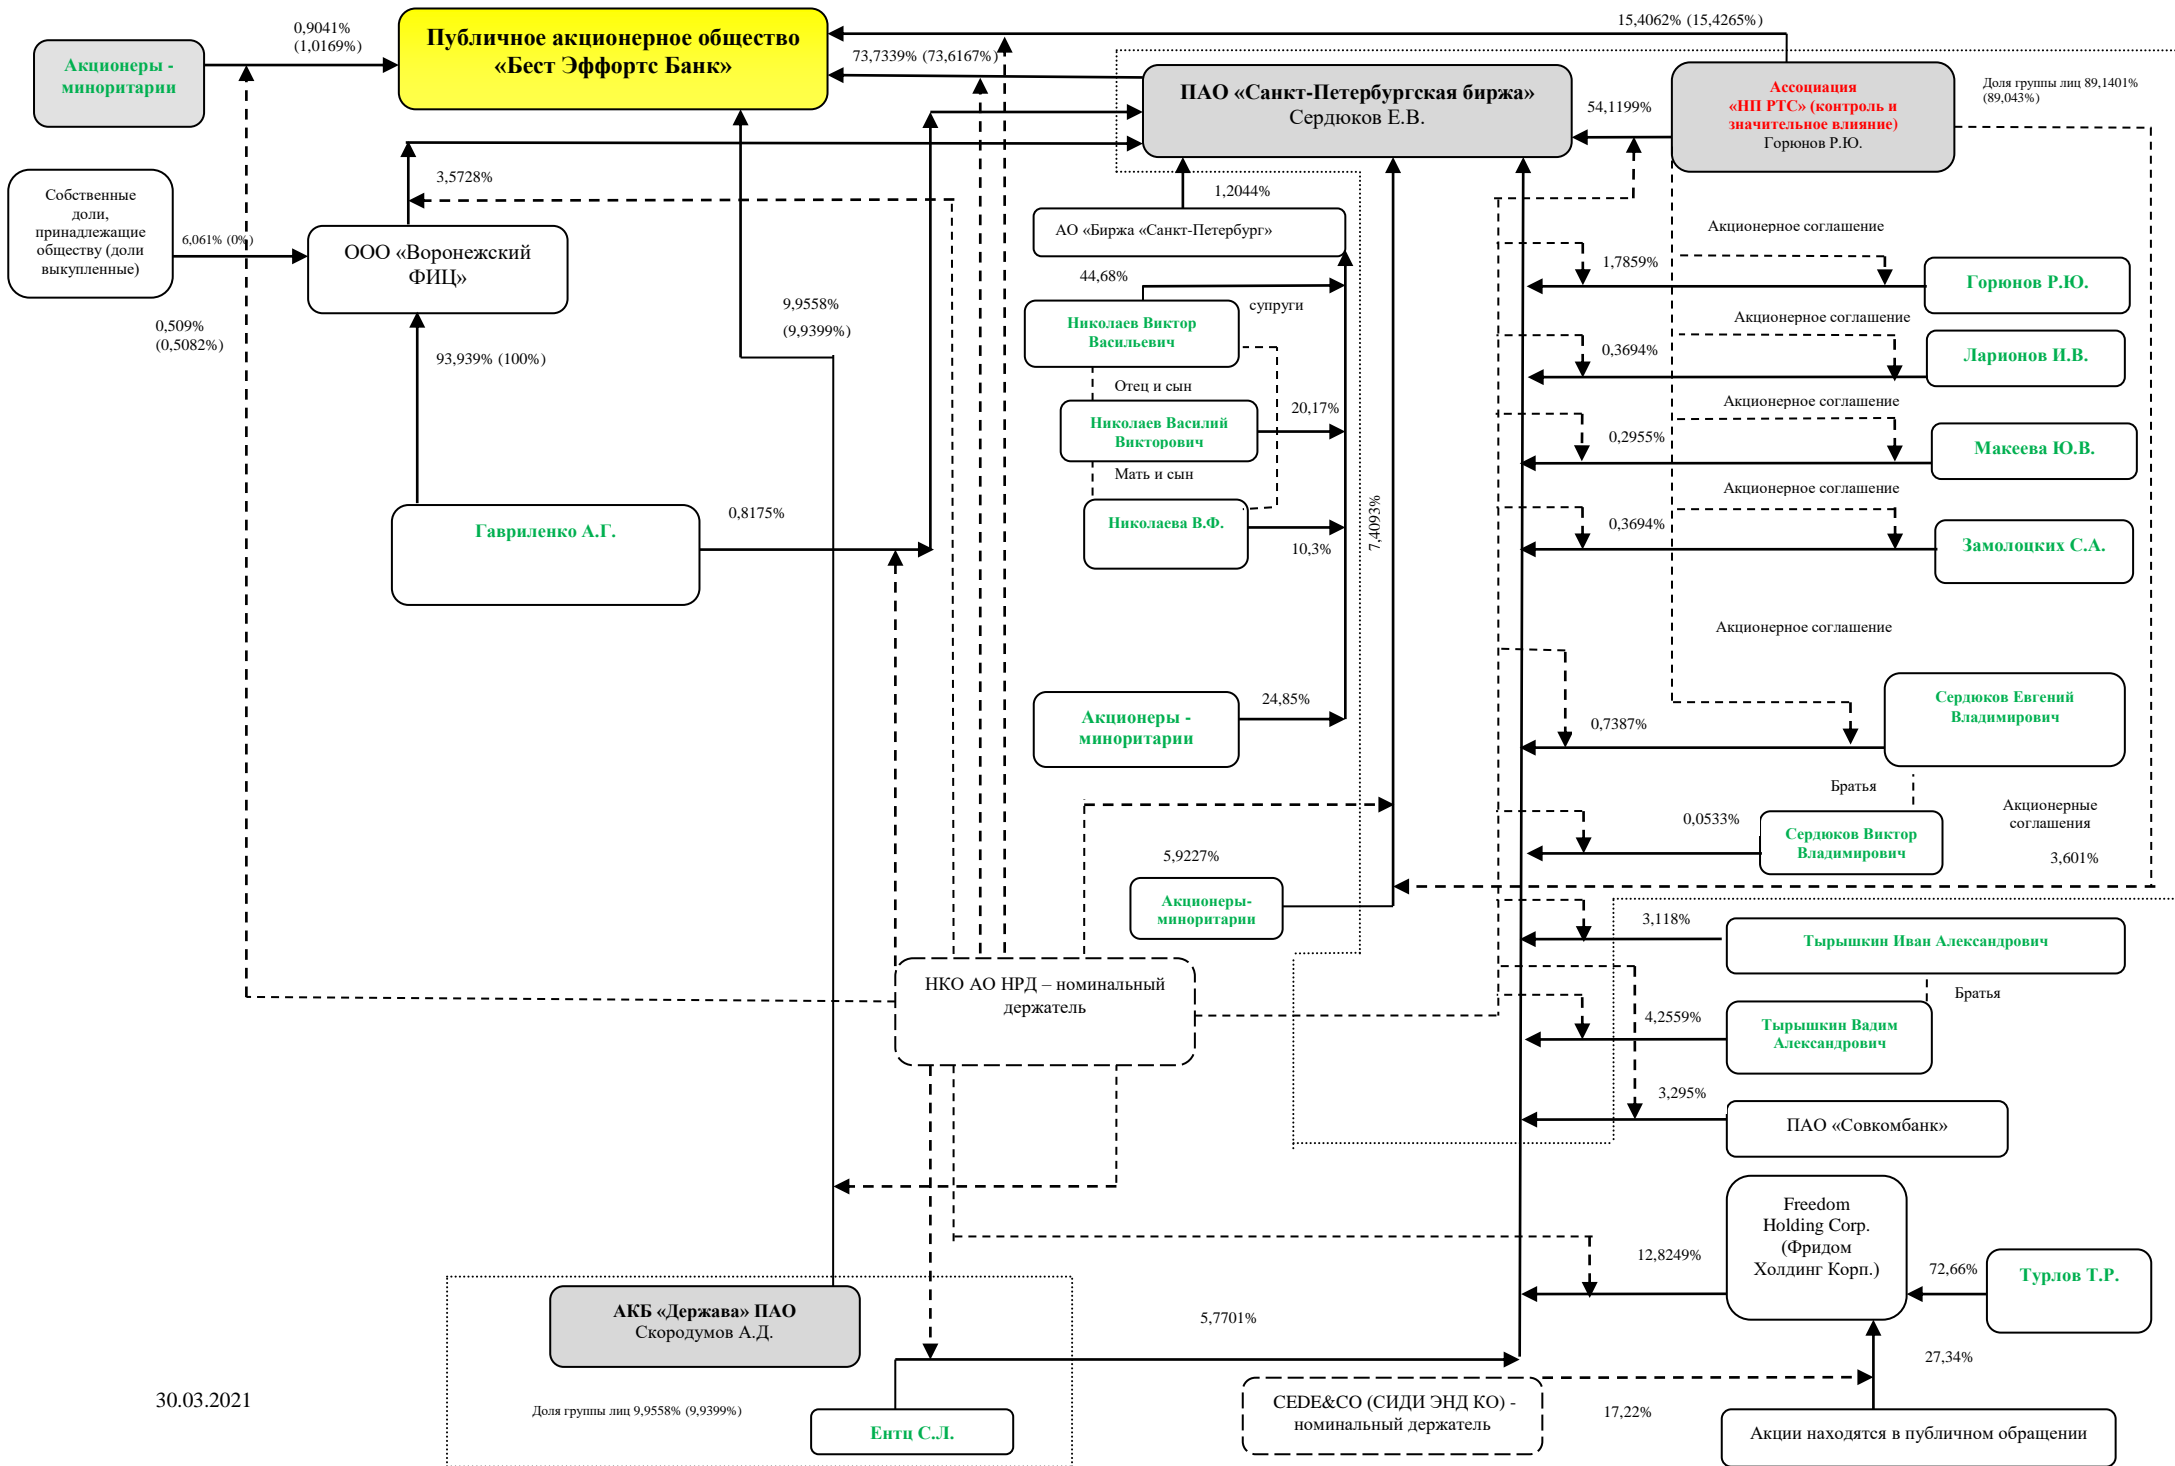 0,9041%
(1,0169%)
Публичное акционерное общество
«Бест Эффортс Банк»
15,4062% (15,4265%)
73,7339% (73,6167%)
Акционеры -
миноритарии
ПАО «Санкт-Петербургская биржа»
Сердюков Е.В.
54,1199%
Ассоциация
«НП РТС» (контроль и
значительное влияние)
Горюнов Р.Ю.
Доля группы лиц 89,1401%
(89,043%)
Собственные
доли,
принадлежащие
обществу (доли
выкупленные)
6,061% (0%)
3,5728%
ООО «Воронежский
ФИЦ»
1,2044%
АО «Биржа «Санкт-Петербург»
Акционерное соглашение
1,7859%
Горюнов Р.Ю.
44,68%
супруги
Николаев Виктор
Васильевич
9,9558%
(9,9399%)
0,509%
(0,5082%)
93,939% (100%)
Акционерное соглашение
0,3694%
Ларионов И.В.
Отец и сын
20,17%
Николаев Василий
Викторович
Мать и сын
Акционерное соглашение
0,2955%
Макеева Ю.В.
Гавриленко А.Г.
0,8175%
Николаева В.Ф.
10,3%
7,4093%
Акционерное соглашение
0,3694%
Замолоцких С.А.
Акционерное соглашение
24,85%
Акционеры -
миноритарии
0,7387%
Сердюков Евгений
Владимирович
Братья
Акционерные
соглашения
3,601%
0,0533%
Сердюков Виктор
Владимирович
5,9227%
Акционеры-
миноритарии
3,118%
Тырышкин Иван Александрович
Братья
НКО АО НРД – номинальный
держатель
4,2559%
Тырышкин Вадим
Александрович
3,295%
ПАО «Совкомбанк»
12,8249%
Freedom
Holding Corp.
(Фридом
Холдинг Корп.)
72,66%
Турлов Т.Р.
АКБ «Держава» ПАО
Скородумов А.Д.
5,7701%
27,34%
30.03.2021
Доля группы лиц 9,9558% (9,9399%)
Ентц С.Л.
CEDE&CO (СИДИ ЭНД КО) -
номинальный держатель
17,22%
Акции находятся в публичном обращении